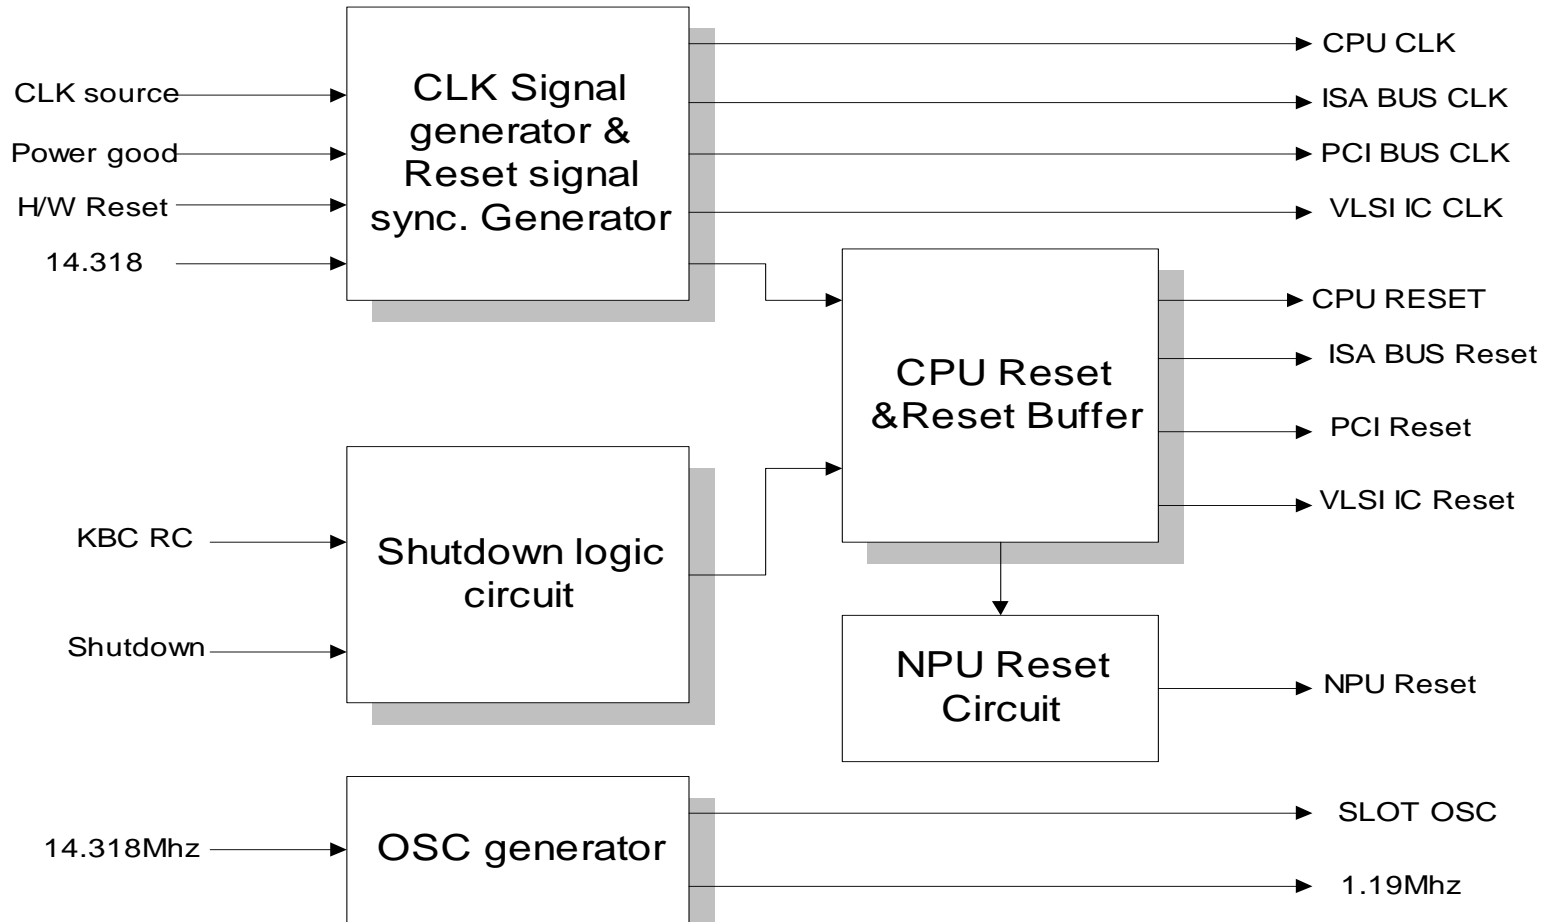 CLK source
Power good
H/W Reset
14.318
CLK Signal
generator &
Reset signal
sync. Generator
CPU CLK
ISA BUS CLK
PCI BUS CLK
VLSI IC CLK
CPU Reset
&Reset Buffer
CPU RESET
ISA BUS Reset
PCI Reset
VLSI IC Reset
KBC RC
Shutdown
Shutdown logic
circuit
NPU Reset
Circuit
NPU Reset
14.318Mhz
OSC generator
SLOT OSC
1.19Mhz